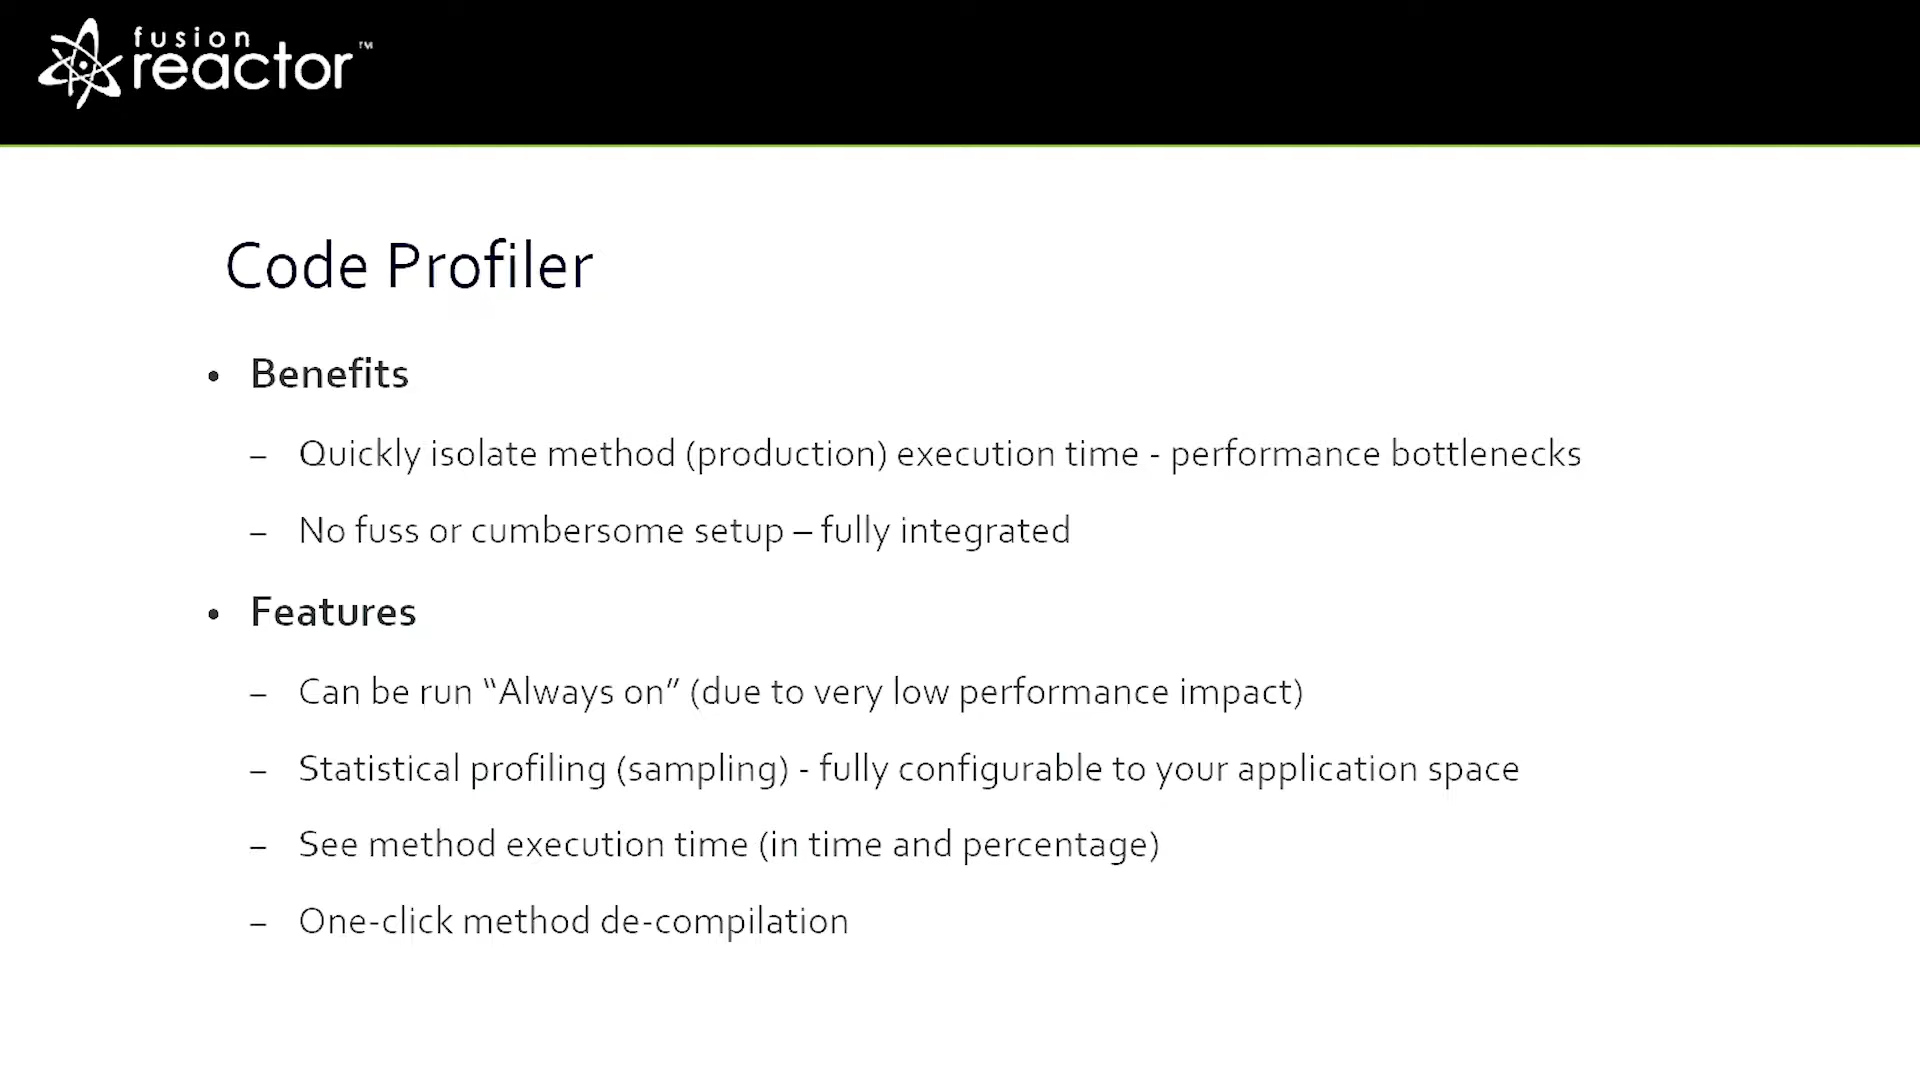 fusion
reactor™
Code Profiler
• Benefits
– Quickly isolate method (production) execution time - performance bottlenecks
– No fuss or cumbersome setup – fully integrated
• Features
– Can be run “Always on” (due to very low performance impact)
– Statistical profiling (sampling) - fully configurable to your application space
– See method execution time (in time and percentage)
– One-click method de-compilation